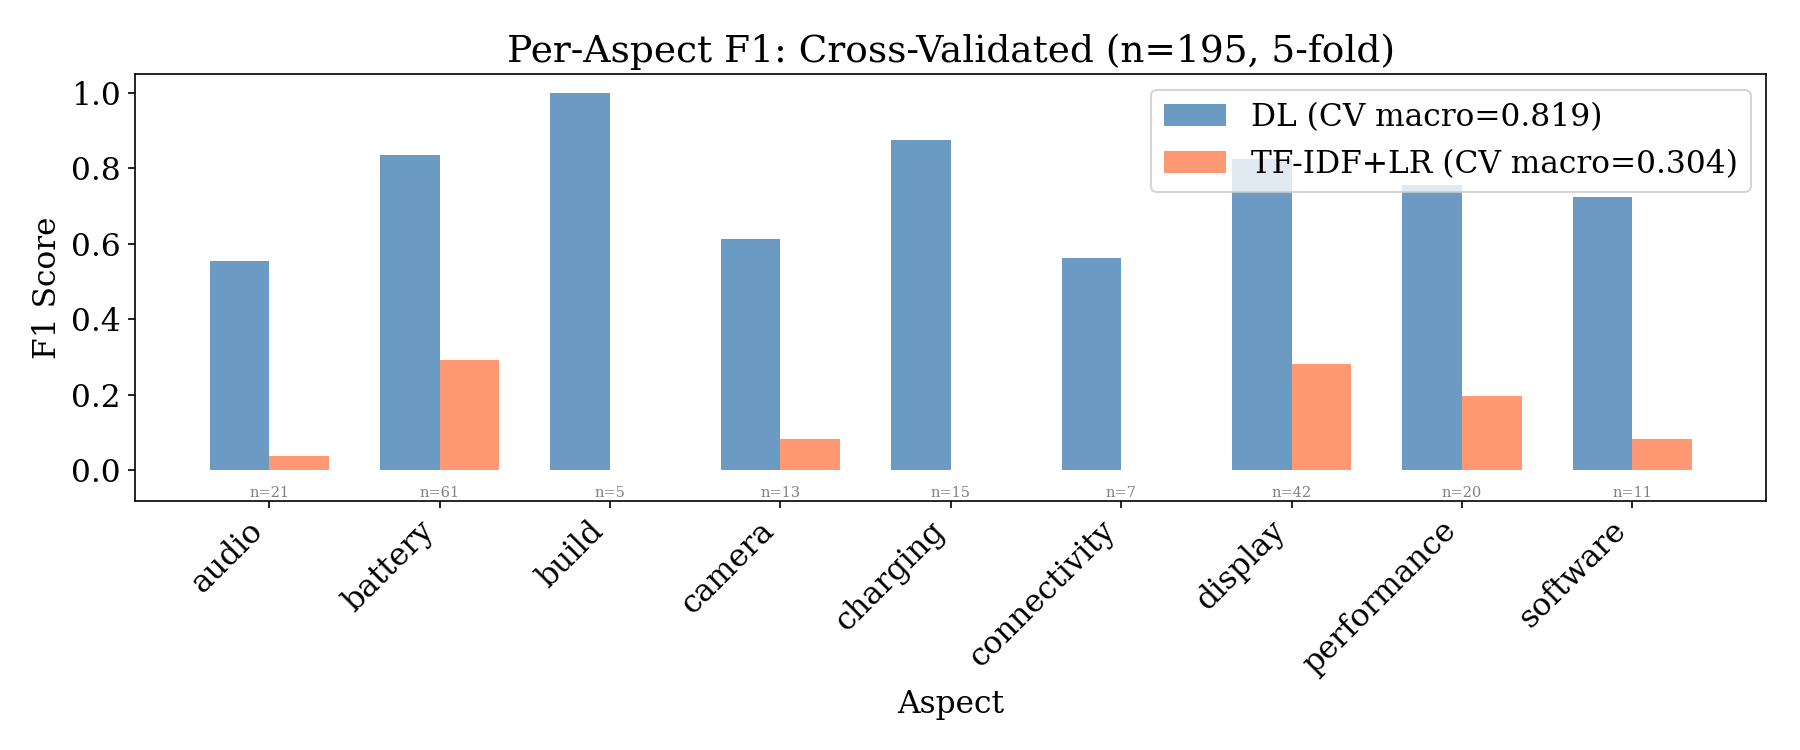 Per-Aspect F1: Cross-Validated (n=195, 5-fold)
DL (CV macro=0.819)
TF-IDF+LR (CV macro=0.304)
F1 Score
1.0
0.8
0.6
0.4
0.2
0.0
n=21 n=61 n=5 n=13 n=15 n=7 n=42 n=20 n=11
audio battery build camera charging connectivity display performance software
Aspect